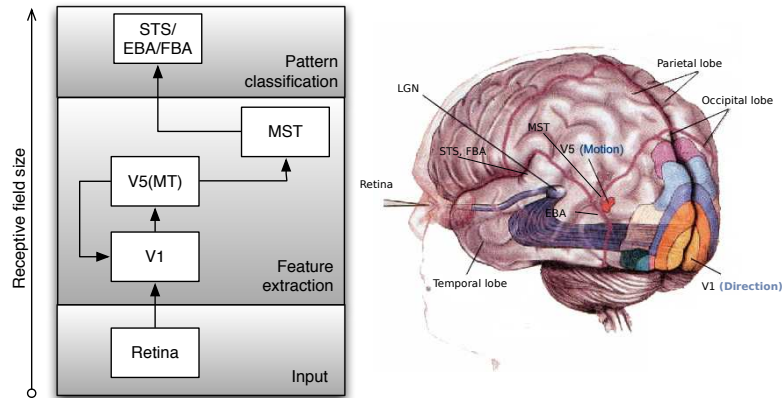 Receptive field size
STS/
EBA/FBA
Pattern
classification
MST
V5(MT)
V1
Feature
extraction
Retina
Input
Parietal lobe
LGN
Occipital lobe
MST
V5 (Motion)
STS, FBA
Retina
EBA
Temporal lobe
V1 (Direction)